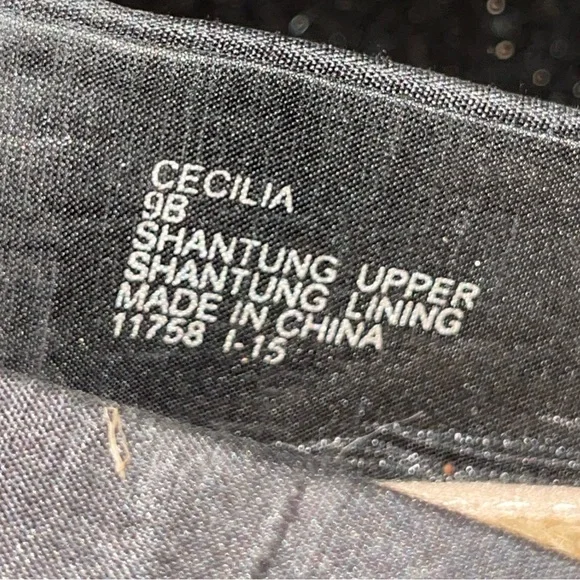 CECILIA
9B
SHANTUNG UPPER
SHANTUNG LINING
MADE IN CHINA
11758 I-15